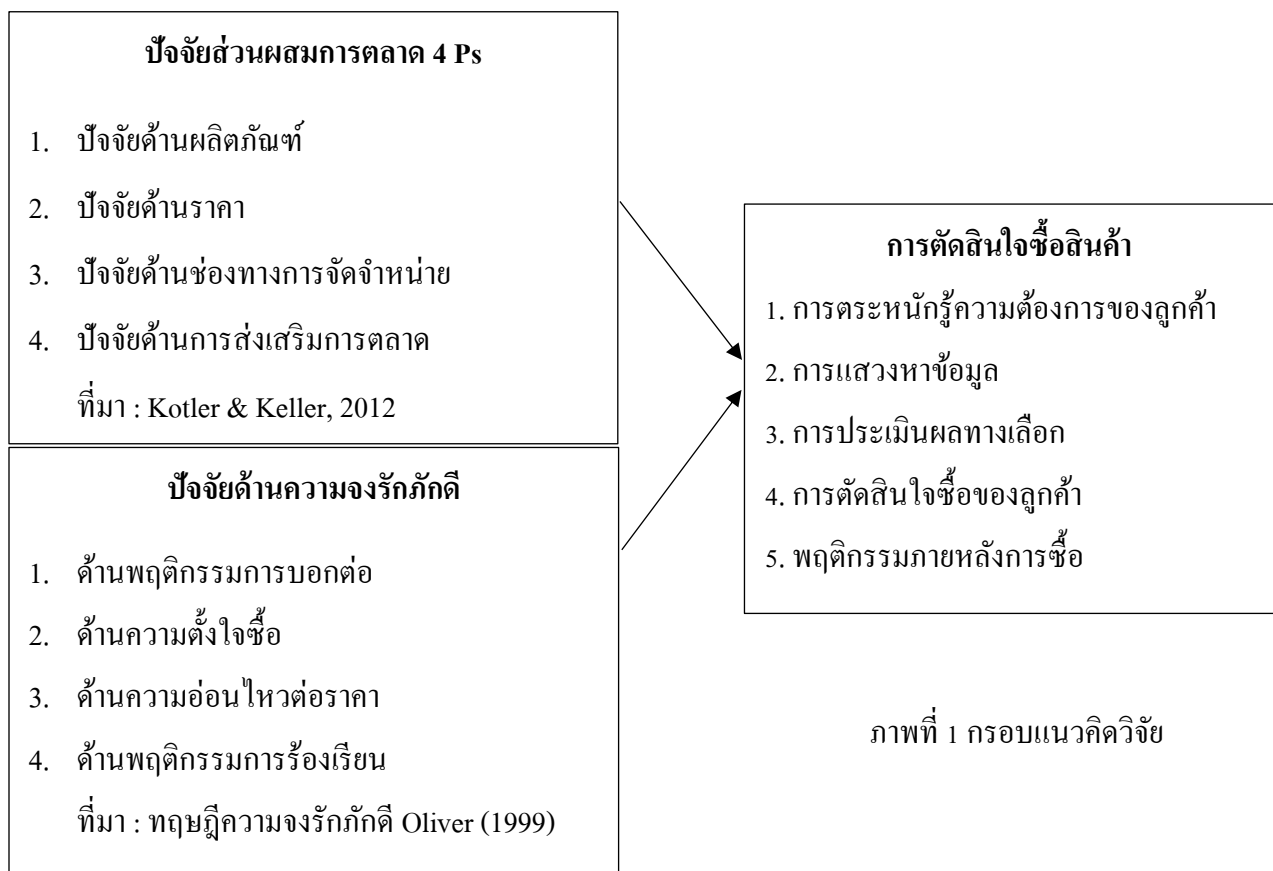 ปัจจัยส่วนผสมการตลาด 4 Ps
1. ปัจจัยด้านผลิตภัณฑ์
2. ปัจจัยด้านราคา
3. ปัจจัยด้านช่องทางการจัดจำหน่าย
4. ปัจจัยด้านการส่งเสริมการตลาด
ที่มา : Kotler & Keller, 2012
ปัจจัยด้านความจงรักภักดี
1. ด้านพฤติกรรมการบอกต่อ
2. ด้านความตั้งใจซื้อ
3. ด้านความอ่อนไหวต่อราคา
4. ด้านพฤติกรรมการร้องเรียน
ที่มา : ทฤษฎีความจงรักภักดี Oliver (1999)
การตัดสินใจซื้อสินค้า
1. การตระหนักรู้ความต้องการของลูกค้า
2. การแสวงหาข้อมูล
3. การประเมินผลทางเลือก
4. การตัดสินใจซื้อของลูกค้า
5. พฤติกรรมภายหลังการซื้อ
ภาพที่ 1 กรอบแนวคิดวิจัย